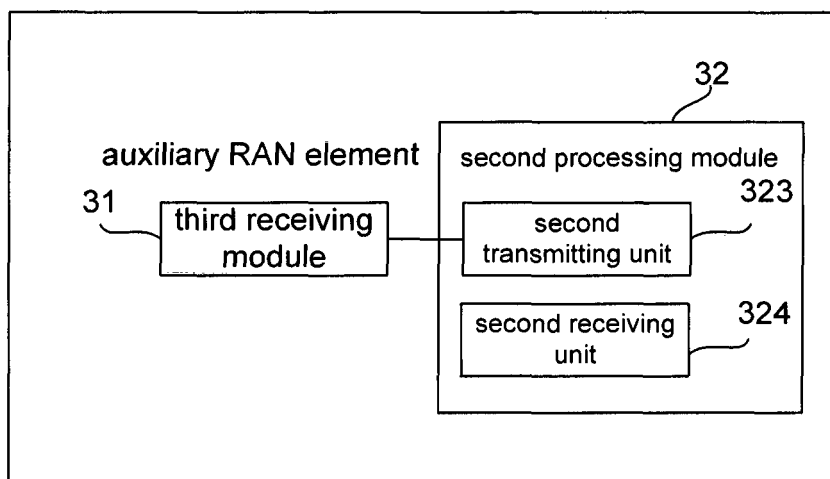 32
auxiliary RAN element
second processing module
31
third receiving
module
323
second
transmitting unit
324
second receiving
unit